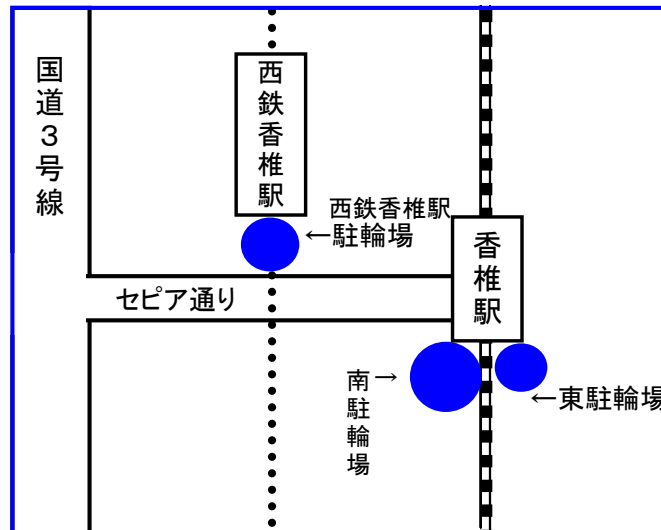 国道3号線
西鉄香椎駅
西鉄香椎駅
←駐輪場
香椎駅
セピア通り
南→
駐輪場
←東駐輪場